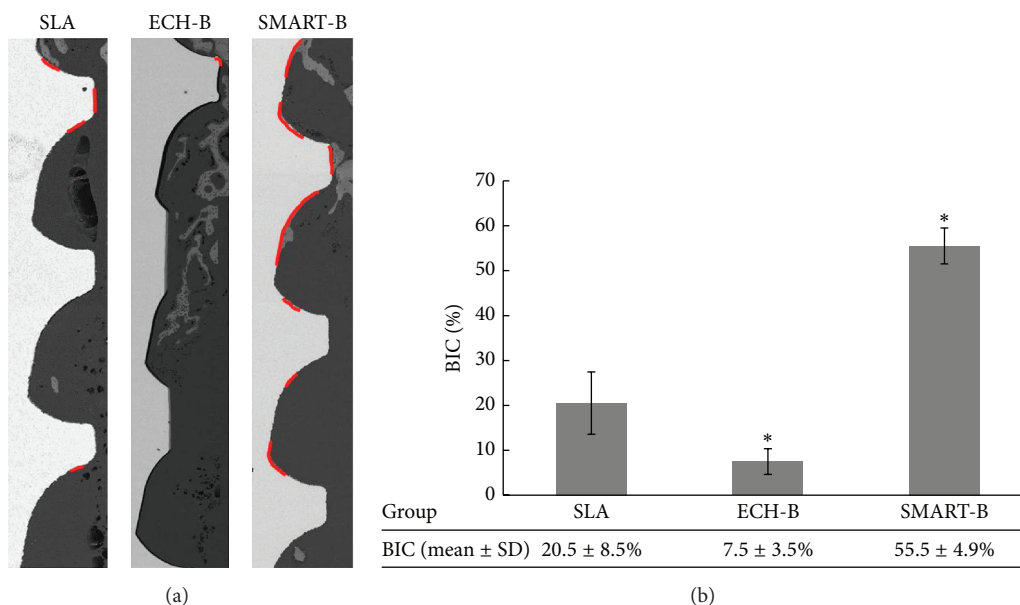 SLA ECH-B SMART-B
70
60
50
40
30
20
10
0
BIC (%)
*
*
Group SLA ECH-B SMART-B
BIC (mean ± SD) 20.5 ± 8.5% 7.5 ± 3.5% 55.5 ± 4.9%
(a) (b)